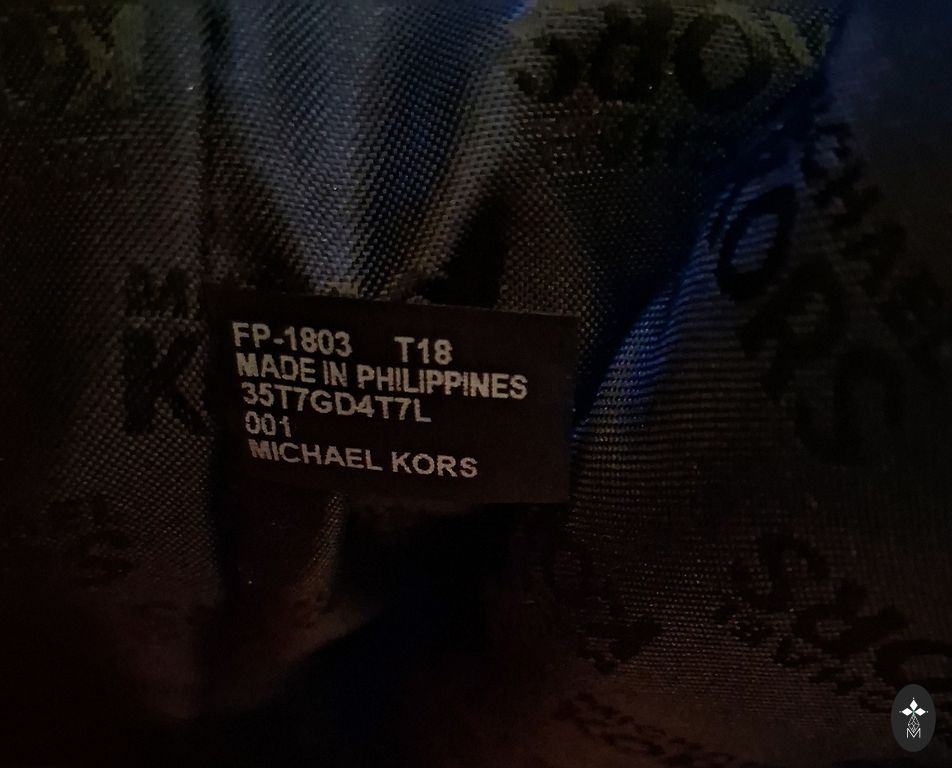 FP-1803 T18
MADE IN PHILIPPINES
35T7GD4T7L
001
MICHAEL KORS
M
K